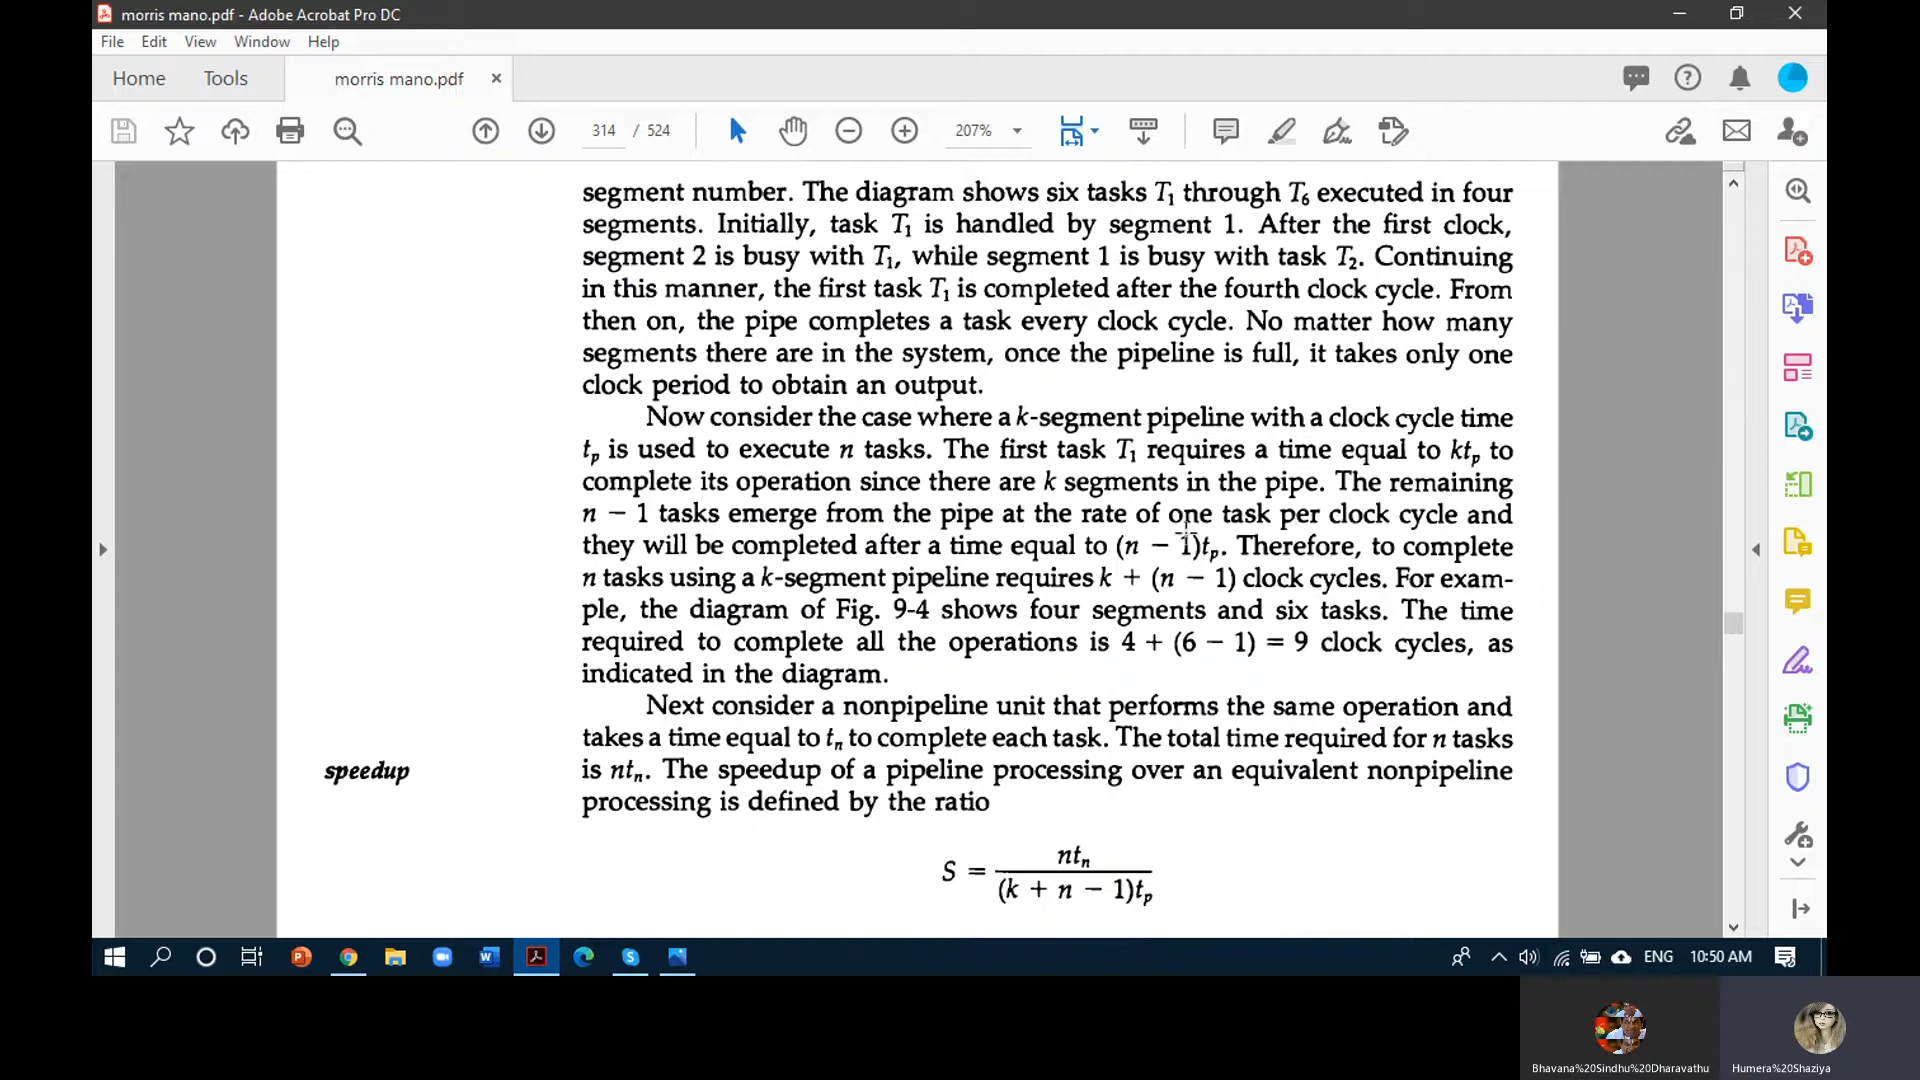 morris mano.pdf - Adobe Acrobat Pro DC
File Edit View Window Help
Home Tools morris mano.pdf
314 / 524 207%
segment number. The diagram shows six tasks T1 through T6 executed in four
segments. Initially, task T1 is handled by segment 1. After the first clock,
segment 2 is busy with T1, while segment 1 is busy with task T2. Continuing
in this manner, the first task T1 is completed after the fourth clock cycle. From
then on, the pipe completes a task every clock cycle. No matter how many
segments there are in the system, once the pipeline is full, it takes only one
clock period to obtain an output.
Now consider the case where a k-segment pipeline with a clock cycle time
tp is used to execute n tasks. The first task T1 requires a time equal to ktp to
complete its operation since there are k segments in the pipe. The remaining
n − 1 tasks emerge from the pipe at the rate of one task per clock cycle and
they will be completed after a time equal to (n − 1)tp. Therefore, to complete
n tasks using a k-segment pipeline requires k + (n − 1) clock cycles. For exam-
ple, the diagram of Fig. 9-4 shows four segments and six tasks. The time
required to complete all the operations is 4 + (6 − 1) = 9 clock cycles, as
indicated in the diagram.
Next consider a nonpipeline unit that performs the same operation and
takes a time equal to tn to complete each task. The total time required for n tasks
speedup
is ntn. The speedup of a pipeline processing over an equivalent nonpipeline
processing is defined by the ratio
S = ntn / (k + n − 1)tp
ENG 10:50 AM
Bhavana%20Sindhu%20Dharavathu Humera%20Shaziya